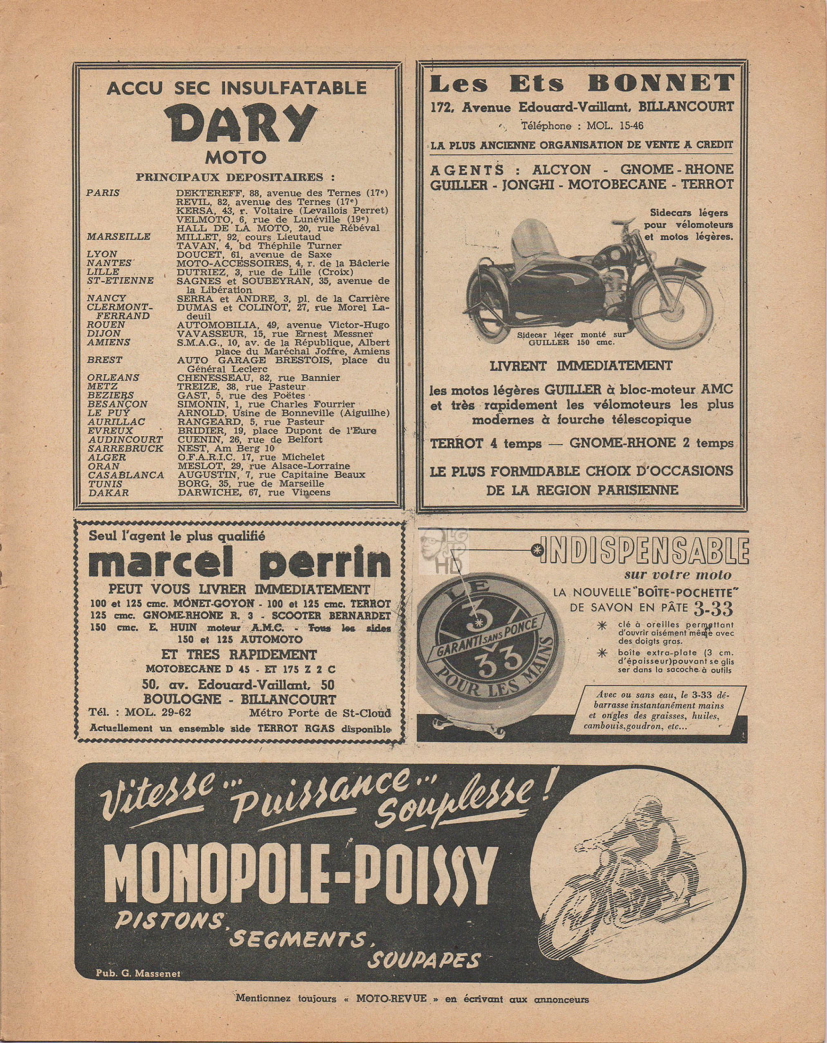 ACCU SEC INSULFATABLE
DARY
MOTO
PRINCIPAUX DEPOSITAIRES :
PARIS DEKTEREFF, 88, avenue des Ternes (17e)
REVIL, 82, avenue des Ternes (17e)
KERSA, 43, r. Voltaire (Levallois Perret)
VELMOTO, 6, rue de Lunéville (19e)
HALL DE LA MOTO, 20, rue Rébéval
MARSEILLE MILLET, 92, cours Lieutaud
TAVAN, 4, bd Théphile Turner
LYON DOUCET, 61, avenue de Saxe
NANTES MOTO-ACCESSOIRES, 4, r. de la Bâclerie
LILLE DUTRIEZ, 3, rue de Lille (Croix)
ST-ETIENNE SAGNES et SOUBEYRAN, 35, avenue de
la Libération
NANCY SERRA et ANDRE, 3, pl. de la Carrière
CLERMONT- DUMAS et COLINOT, 27, rue Morel La-
FERRAND deuil
ROUEN AUTOMOBILIA, 49, avenue Victor-Hugo
DIJON VAVASSEUR, 15, rue Ernest Messner
AMIENS S.M.A.G., 10, av. de la République, Albert
place du Maréchal Joffre, Amiens
BREST AUTO GARAGE BRESTOIS, place du
Général Leclerc
ORLEANS CHENESSEAU, 82, rue Bannier
METZ TREIZE, 38, rue Pasteur
BEZIERS GAST, 5, rue des Poëtes
BESANÇON SIMONIN, 1, rue Charles Fourrier
LE PUY ARNOLD, Usine de Bonneville (Aiguilhe)
AURILLAC RANGEARD, 5, rue Pasteur
EVREUX BRIDIER, 19, place Dupont de l'Eure
AUDINCOURT CUENIN, 26, rue de Belfort
SARREBRUCK NEST, Am Berg 10
ALGER O.F.A.R.I.C. 17, rue Michelet
ORAN MESLOT, 29, rue Alsace-Lorraine
CASABLANCA AUGUSTIN, 7, rue Capitaine Beaux
TUNIS BORG, 35, rue de Marseille
DAKAR DARWICHE, 67, rue Vincens
Les Ets BONNET
172, Avenue Edouard-Vaillant, BILLANCOURT
Téléphone : MOL. 15-46
LA PLUS ANCIENNE ORGANISATION DE VENTE A CREDIT
AGENTS : ALCYON - GNOME-RHONE
GUILLER - JONGHI - MOTOBECANE - TERROT
Sidecars légers
pour vélomoteurs
et motos légères.
Sidecar léger monté sur
GUILLER 150 cmc.
LIVRENT IMMEDIATEMENT
les motos légères GUILLER à bloc-moteur AMC
et très rapidement les vélomoteurs les plus
modernes à fourche télescopique
TERROT 4 temps — GNOME-RHONE 2 temps
LE PLUS FORMIDABLE CHOIX D'OCCASIONS
DE LA REGION PARISIENNE
Seul l'agent le plus qualifié
marcel perrin
PEUT VOUS LIVRER IMMEDIATEMENT
100 et 125 cmc. MONET-GOYON - 100 et 125 cmc. TERROT
125 cmc. GNOME-RHONE R. 3 - SCOOTER BERNARDET
150 cmc. E. HUIN moteur A.M.C. - Tous les sides
150 et 125 AUTOMOTO
ET TRES RAPIDEMENT
MOTOBECANE D 45 - ET 175 Z 2 C
50, av. Edouard-Vaillant, 50
BOULOGNE - BILLANCOURT
Tél. : MOL. 29-62 Métro Porte de St-Cloud
Actuellement un ensemble side TERROT RGAS disponible
HD
INDISPENSABLE
sur votre moto
LA NOUVELLE "BOÎTE-POCHETTE"
DE SAVON EN PÂTE 3-33
* clé à oreilles permettant
d'ouvrir aisément même avec
des doigts gras.
* boîte extra-plate (3 cm.
d'épaisseur) pouvant se glis
ser dans la sacoche à outils
LE
3
GARANTI SANS PONCE
33
POUR LES MAINS
Avec ou sans eau, le 3-33 dé-
barrasse instantanément mains
et ongles des graisses, huiles,
cambouis, goudron, etc...
Vitesse... Puissance... Souplesse !
MONOPOLE-POISSY
PISTONS,
SEGMENTS,
SOUPAPES
Pub. G. Massenet
Mentionnez toujours « MOTO-REVUE » en écrivant aux annonceurs